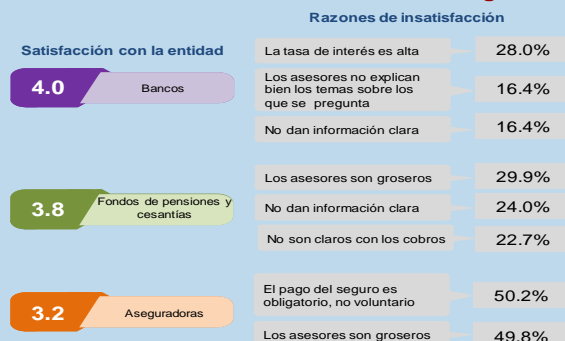 Razones de insatisfacción
Satisfacción con la entidad
4.0
Bancos
La tasa de interés es alta
28.0%
Los asesores no explican
bien los temas sobre los
que se pregunta
16.4%
No dan información clara
16.4%
3.8
Fondos de pensiones y
cesantías
Los asesores son groseros
29.9%
No dan información clara
24.0%
No son claros con los cobros
22.7%
3.2
Aseguradoras
El pago del seguro es
obligatorio, no voluntario
50.2%
Los asesores son groseros
49.8%